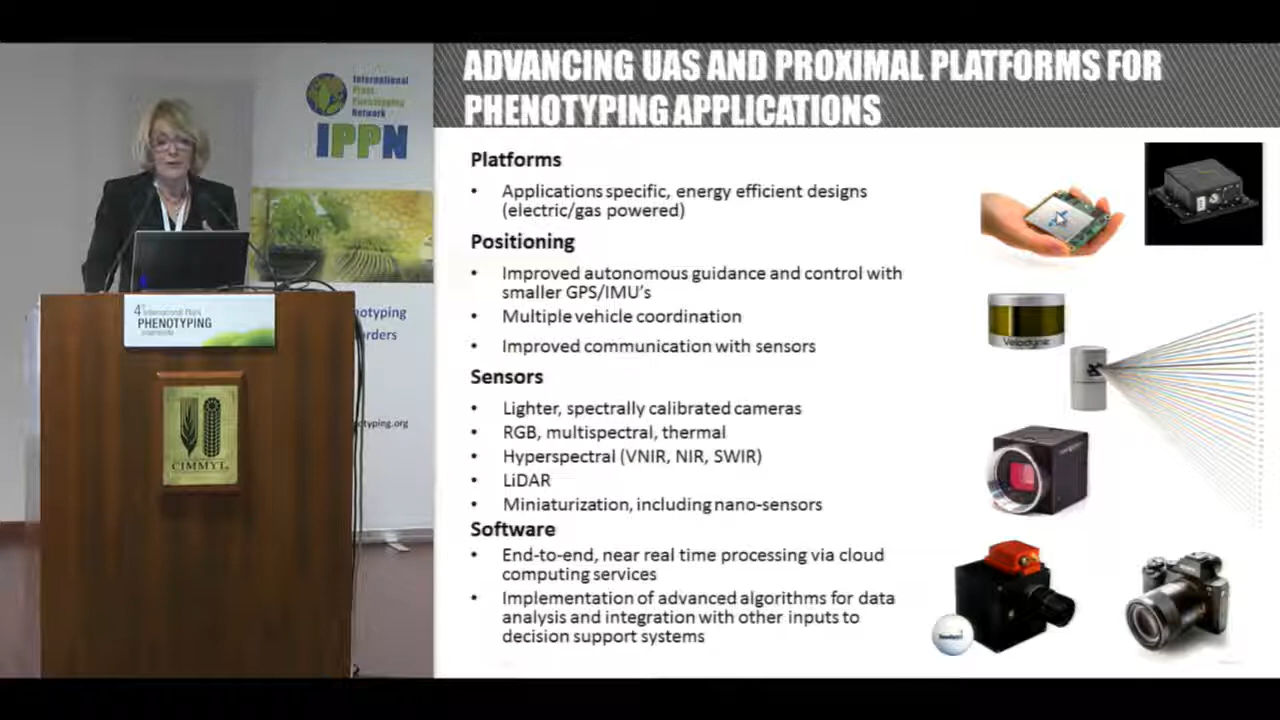 International
Plant
Phenotyping
Network
IPPN
4th International Plant
PHENOTYPING
otyping
rders
otyping.org
CIMMYT
ADVANCING UAS AND PROXIMAL PLATFORMS FOR
PHENOTYPING APPLICATIONS
Platforms
• Applications specific, energy efficient designs
(electric/gas powered)
Positioning
• Improved autonomous guidance and control with
smaller GPS/IMU's
• Multiple vehicle coordination
• Improved communication with sensors
Sensors
• Lighter, spectrally calibrated cameras
• RGB, multispectral, thermal
• Hyperspectral (VNIR, NIR, SWIR)
• LiDAR
• Miniaturization, including nano-sensors
Software
• End-to-end, near real time processing via cloud
computing services
• Implementation of advanced algorithms for data
analysis and integration with other inputs to
decision support systems
Velodyne